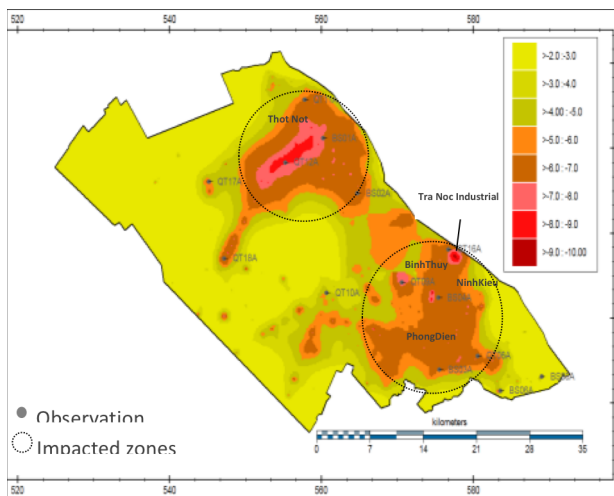 520 540 560 580
>-2.0 :-3.0
>-3.0 :-4.0
>-4.00 :-5.0
>-5.0 :-6.0
>-6.0 :-7.0
>-7.0 :-8.0
>-8.0 :-9.0
>-9.0 :-10.00
Thot Not
BS01A
QT17A
BS02A
Tra Noc Industrial
QT16A
QT18A
BinhThuy
NinhKieu
QT10A
PhongDien
BS03A
BS05A
Observation
Impacted zones
kilometers
0 7 14 21 28 35
520 540 560 580